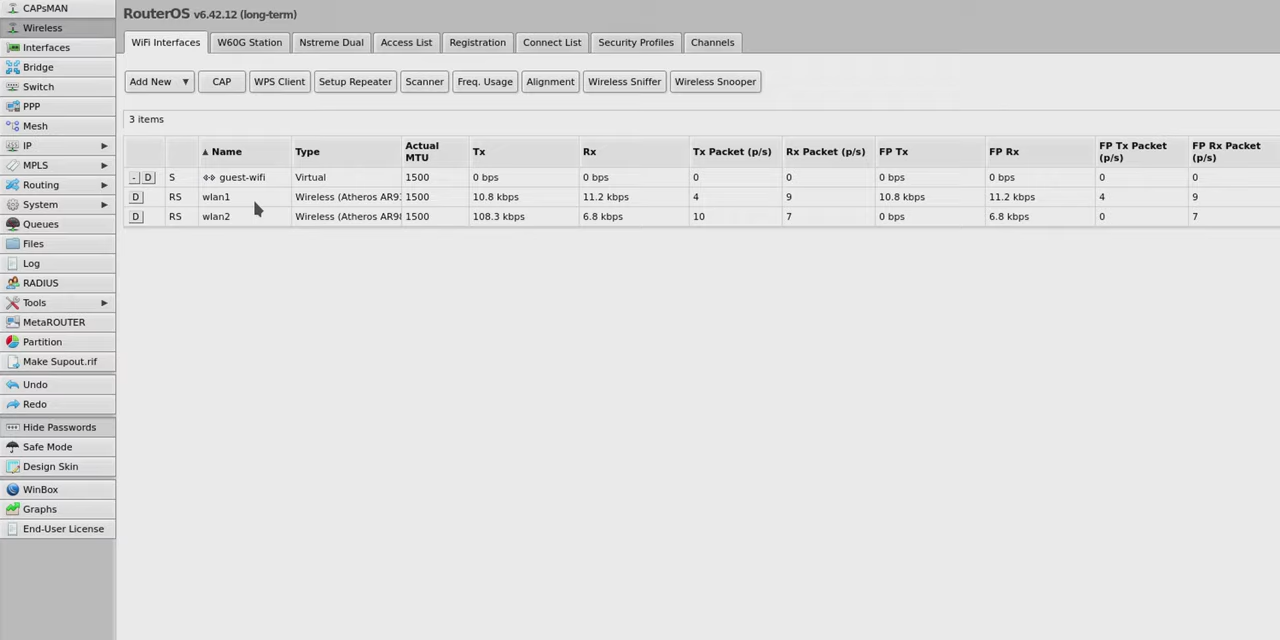 CAPsMAN
Wireless
Interfaces
Bridge
Switch
PPP
Mesh
IP
MPLS
Routing
System
Queues
Files
Log
RADIUS
Tools
MetaROUTER
Partition
Make Supout.rif
Undo
Redo
Hide Passwords
Safe Mode
Design Skin
WinBox
Graphs
End-User License
RouterOS v6.42.12 (long-term)
WiFi Interfaces W60G Station Nstreme Dual Access List Registration Connect List Security Profiles Channels
Add New CAP WPS Client Setup Repeater Scanner Freq. Usage Alignment Wireless Sniffer Wireless Snooper
3 items
Name Type Actual MTU Tx Rx Tx Packet (p/s) Rx Packet (p/s) FP Tx FP Rx FP Tx Packet (p/s) FP Rx Packet (p/s)
- D S guest-wifi Virtual 1500 0 bps 0 bps 0 0 0 bps 0 bps 0 0
D RS wlan1 Wireless (Atheros AR9 1500 10.8 kbps 11.2 kbps 4 9 10.8 kbps 11.2 kbps 4 9
D RS wlan2 Wireless (Atheros AR9 1500 108.3 kbps 6.8 kbps 10 7 0 bps 6.8 kbps 0 7